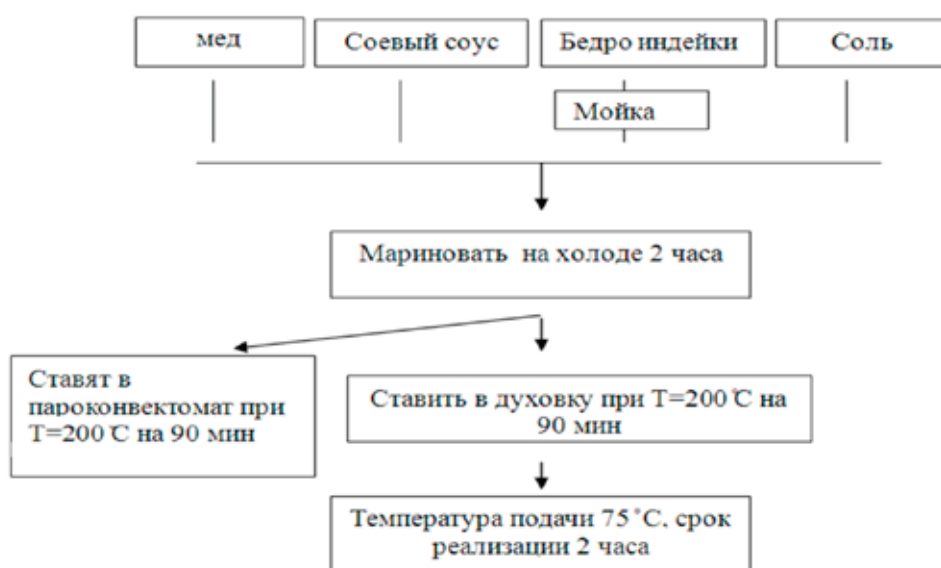 мед
Соевый соус
Бедро индейки
Соль
Мойка
Мариновать на холоде 2 часа
Ставят в
пароконвектомат при
Т=200˚С на 90 мин
Ставить в духовку при Т=200˚С на
90 мин
Температура подачи 75˚С, срок
реализации 2 часа